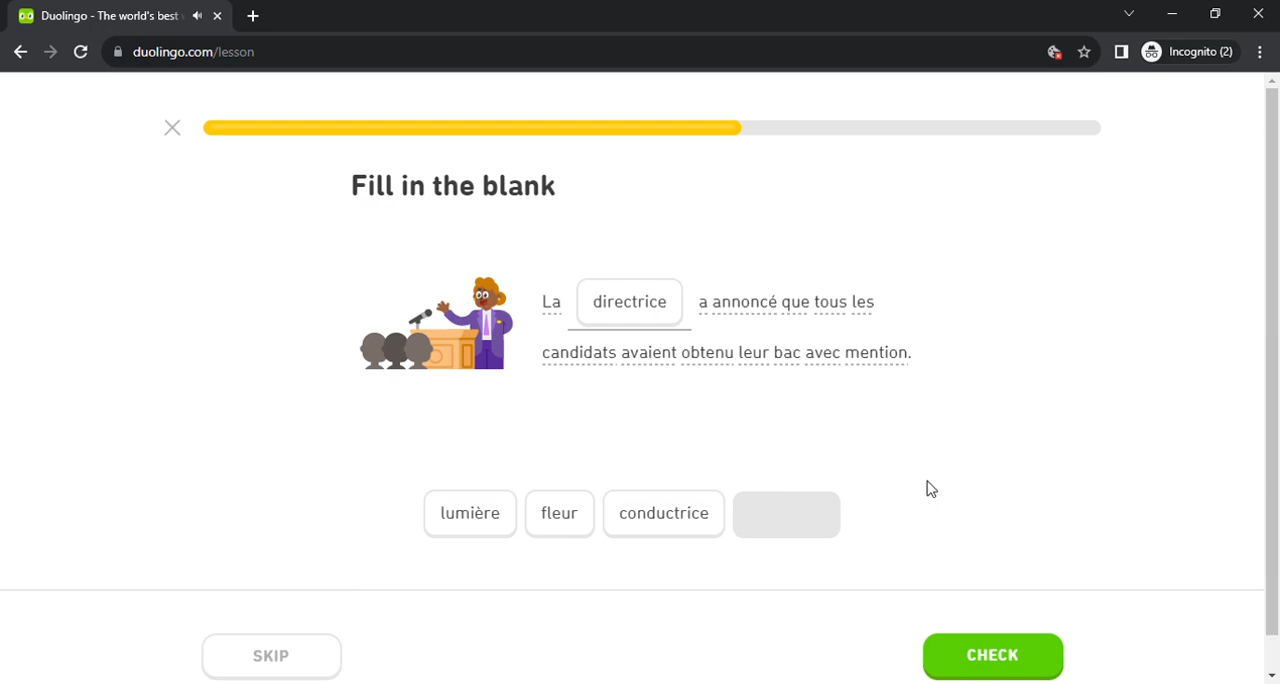 Duolingo - The world's best
duolingo.com/lesson
Incognito (2)
Fill in the blank
La directrice a annoncé que tous les
candidats avaient obtenu leur bac avec mention.
lumière fleur conductrice
SKIP CHECK